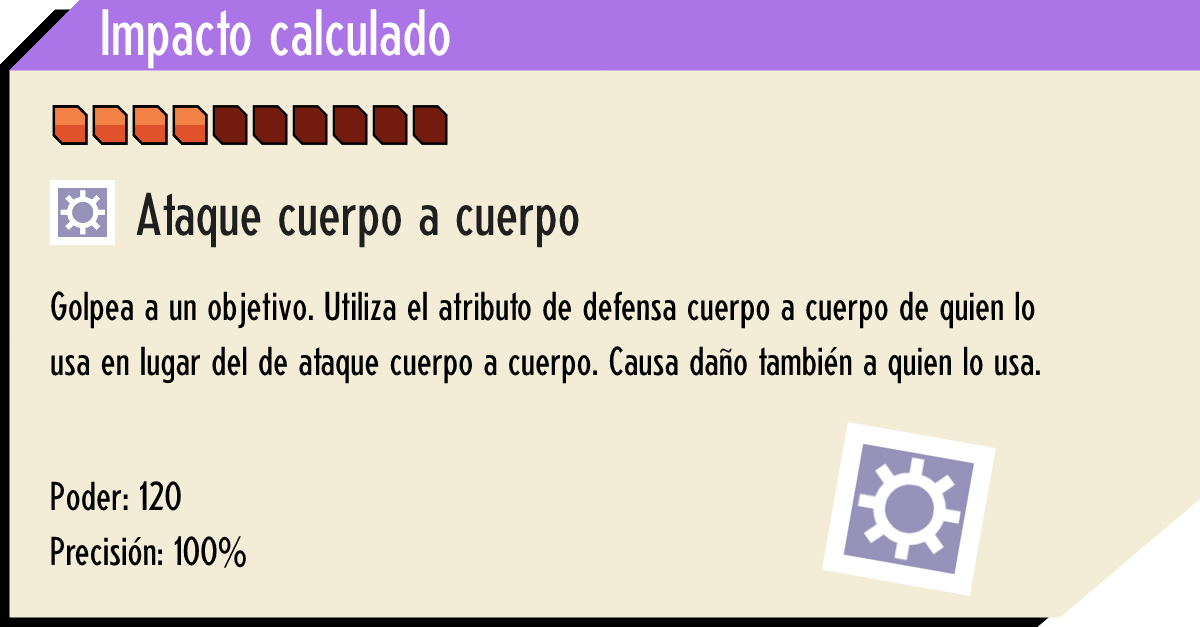 Impacto calculado
Ataque cuerpo a cuerpo
Golpea a un objetivo. Utiliza el atributo de defensa cuerpo a cuerpo de quien lo
usa en lugar del de ataque cuerpo a cuerpo. Causa daño también a quien lo usa.
Poder: 120
Precisión: 100%